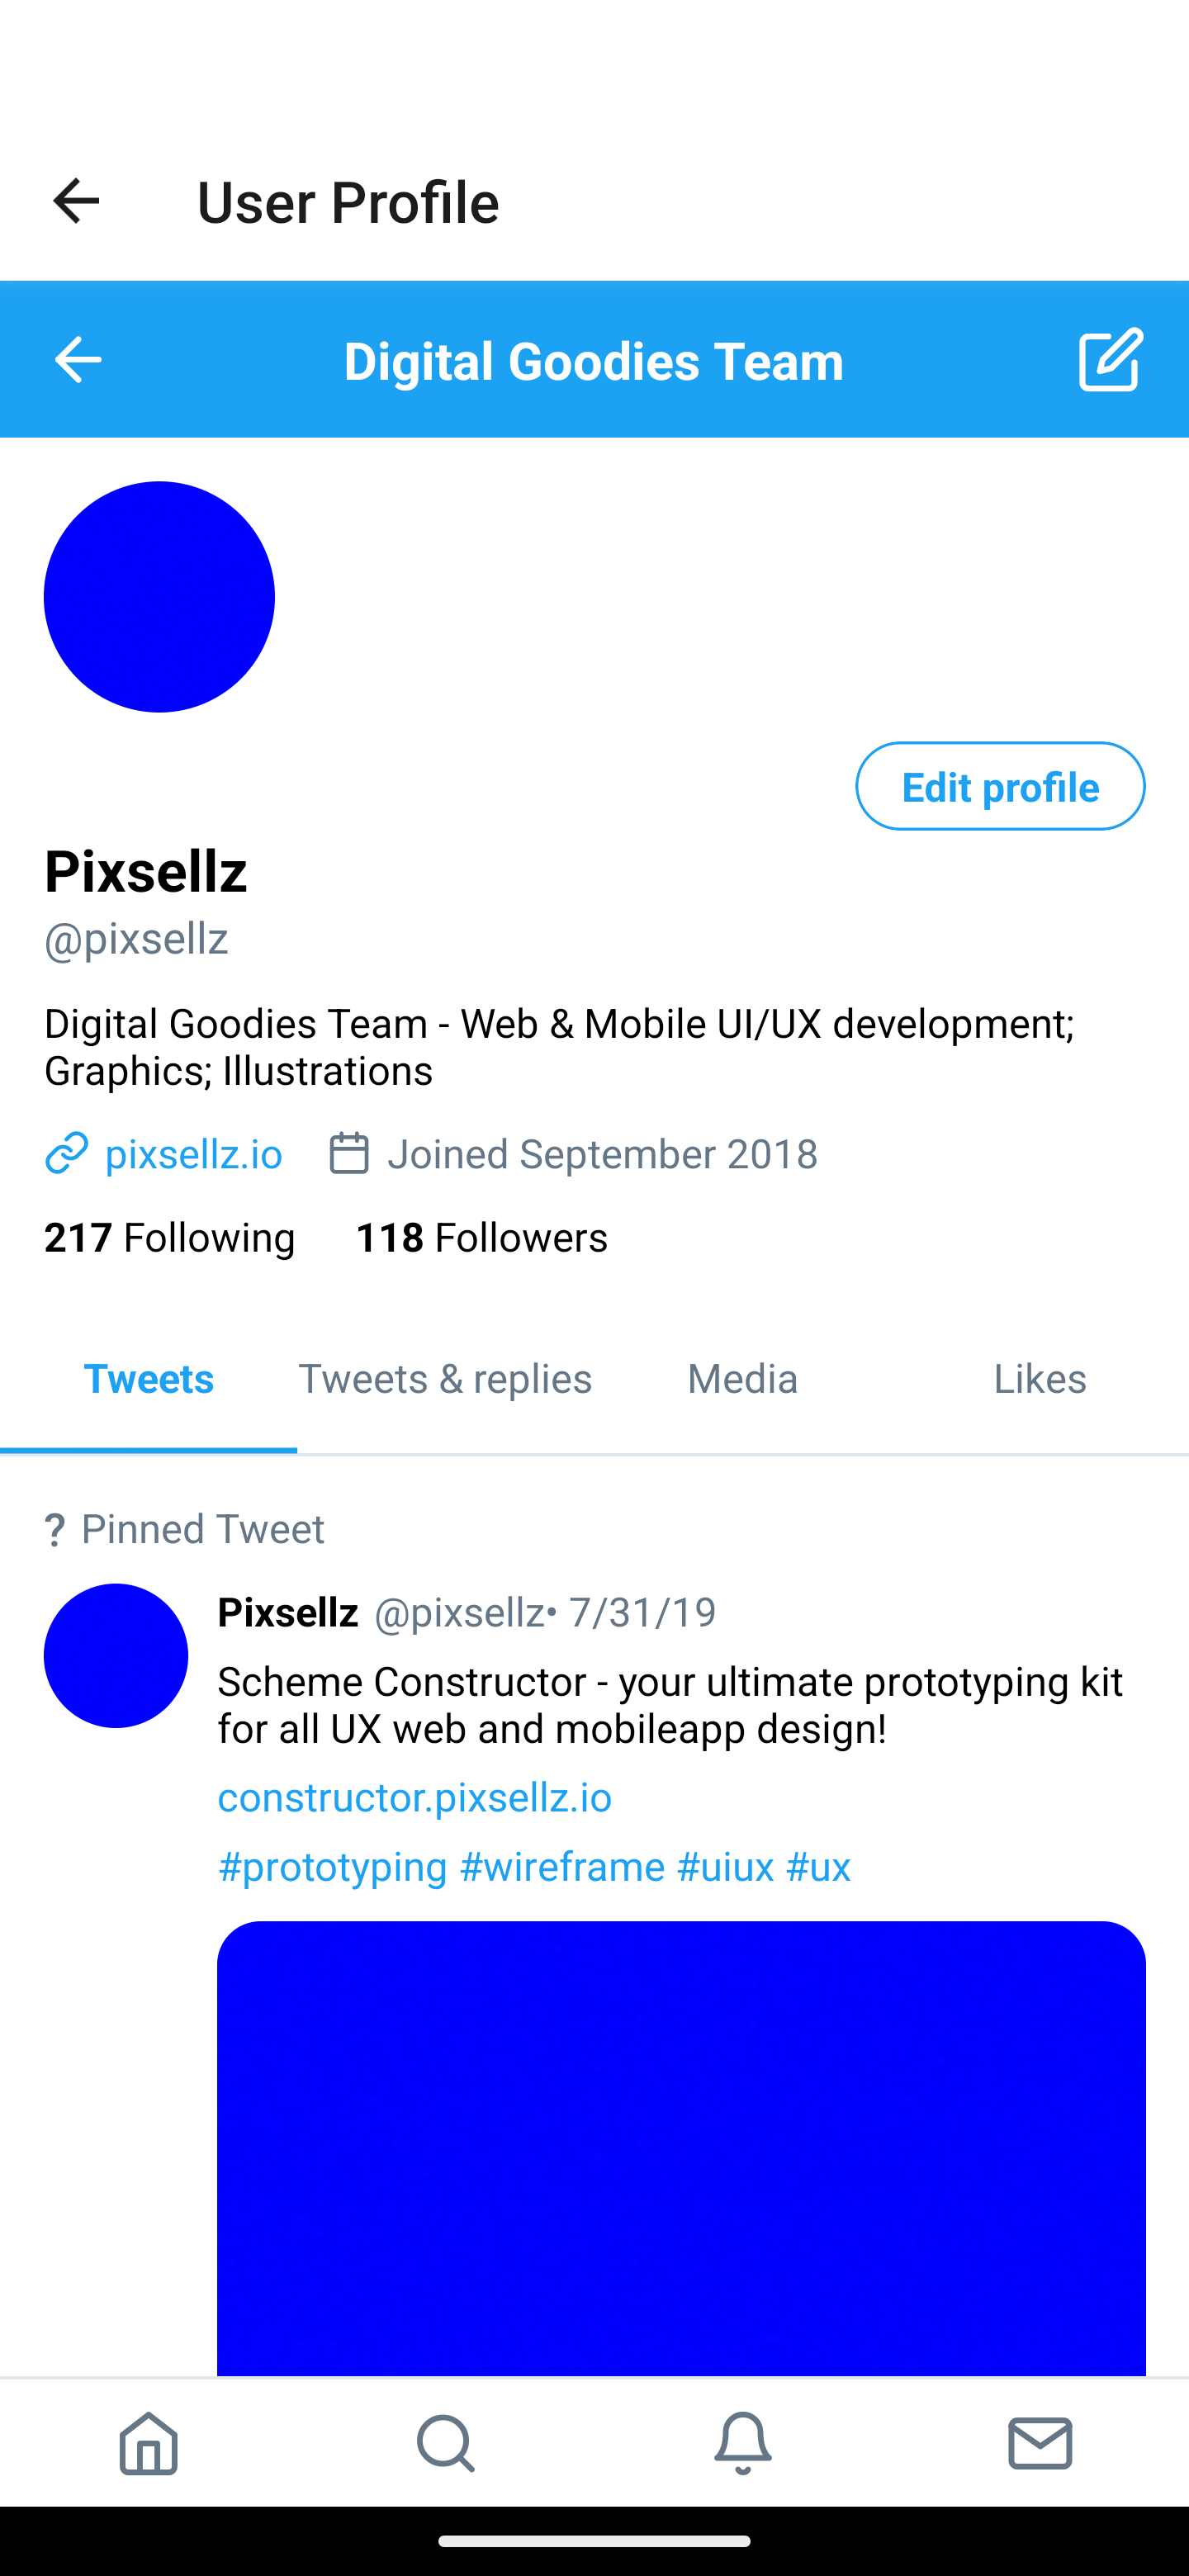 User Profile
Digital Goodies Team
Edit profile
Pixsellz
@pixsellz
Digital Goodies Team - Web & Mobile UI/UX development;
Graphics; Illustrations
pixsellz.io Joined September 2018
217 Following 118 Followers
Tweets Tweets & replies Media Likes
? Pinned Tweet
Pixsellz @pixsellz• 7/31/19
Scheme Constructor - your ultimate prototyping kit
for all UX web and mobileapp design!
constructor.pixsellz.io
#prototyping #wireframe #uiux #ux